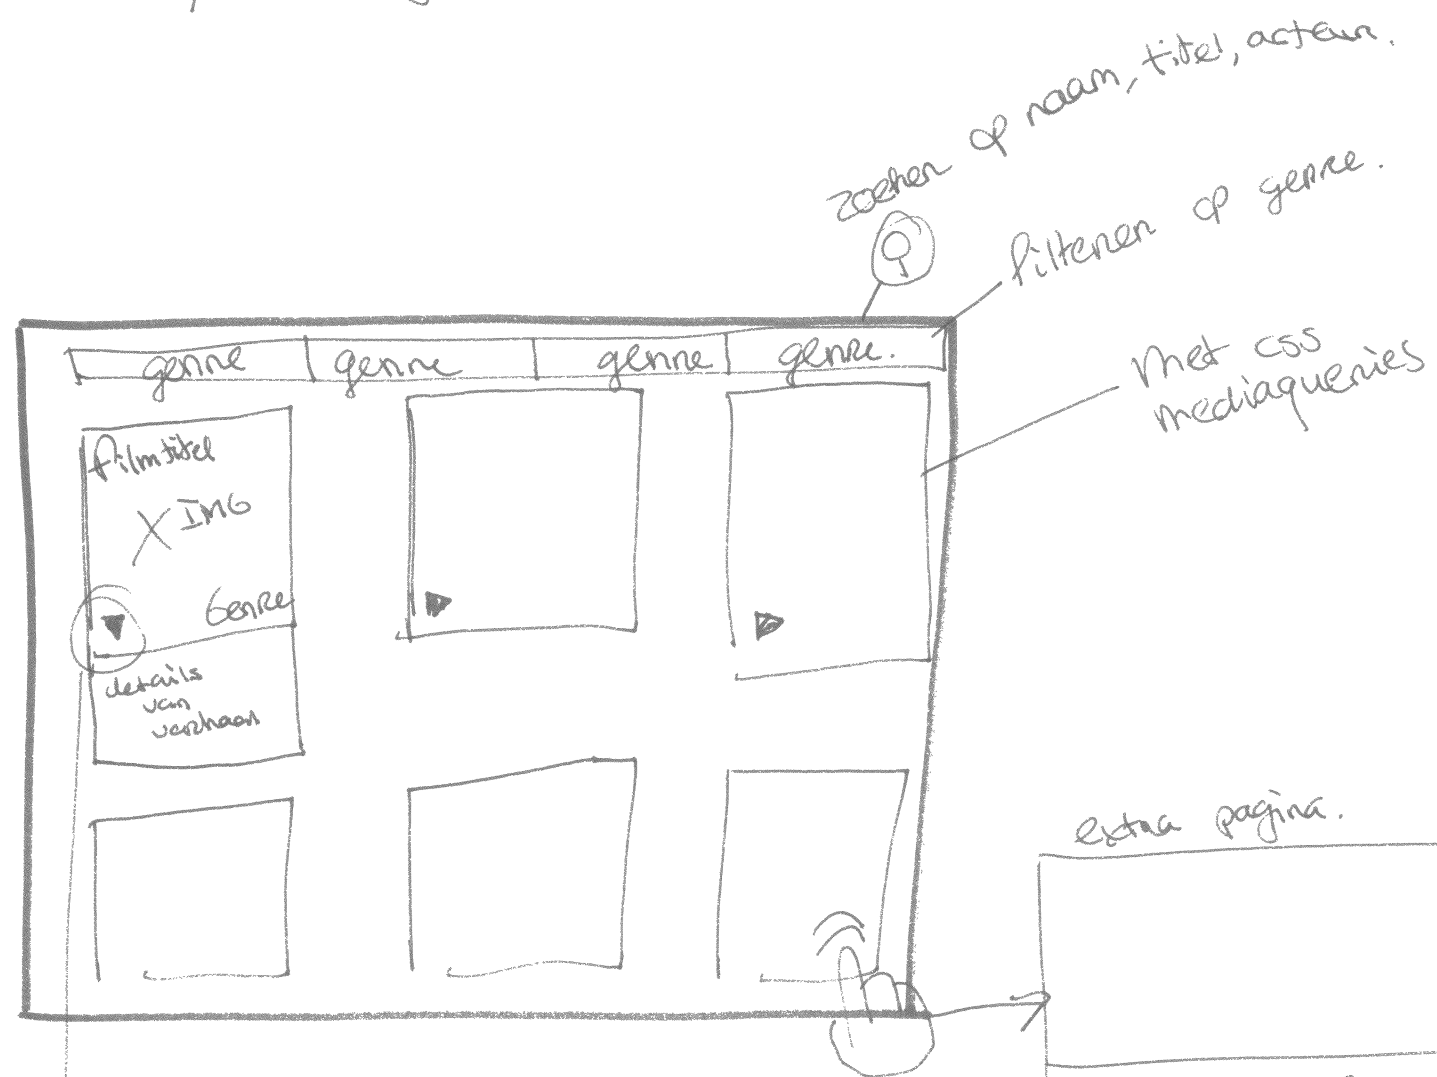 zoeken op naam, titel, acteur.
filteren op genre.
genre genre genre genre.
Met css
mediaqueries
filmtitel
X IMG
Genre
details
van
verhaal
extra pagina.